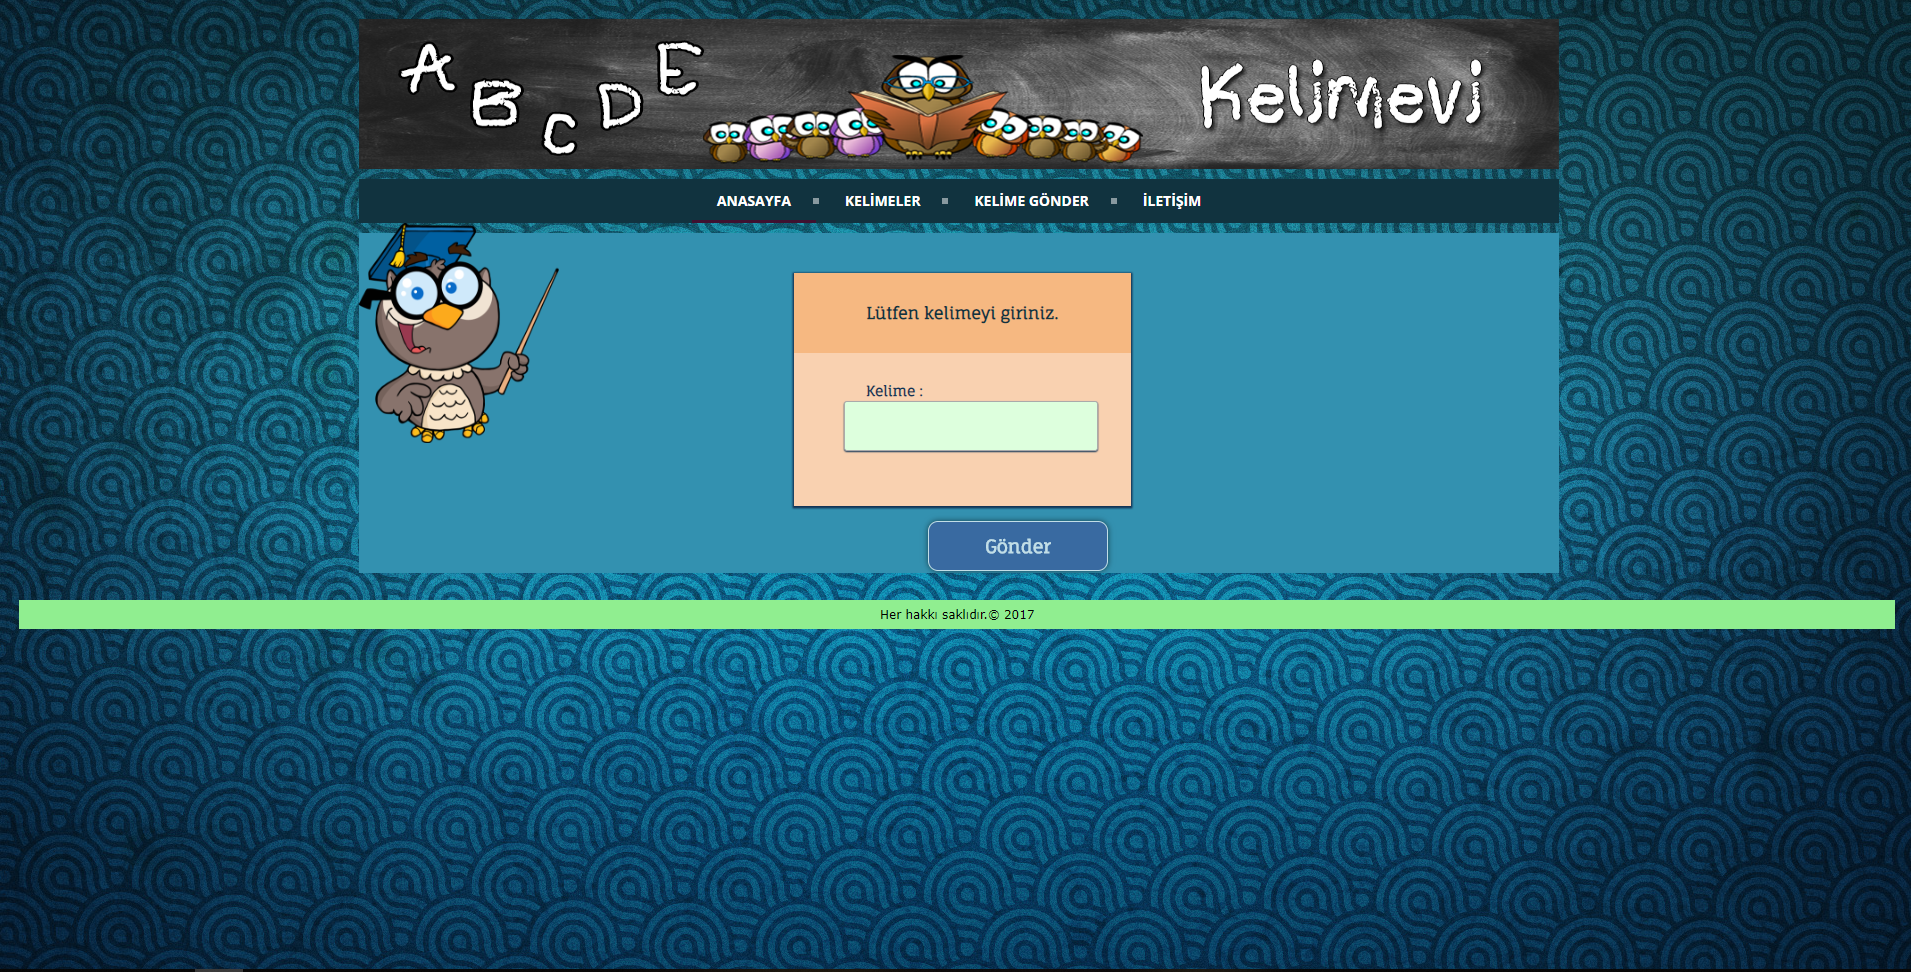 A B C D E
Kelimevi
ANASAYFA KELİMELER KELİME GÖNDER İLETİŞİM
Lütfen kelimeyi giriniz.
Kelime :
Gönder
Her hakkı saklıdır.© 2017